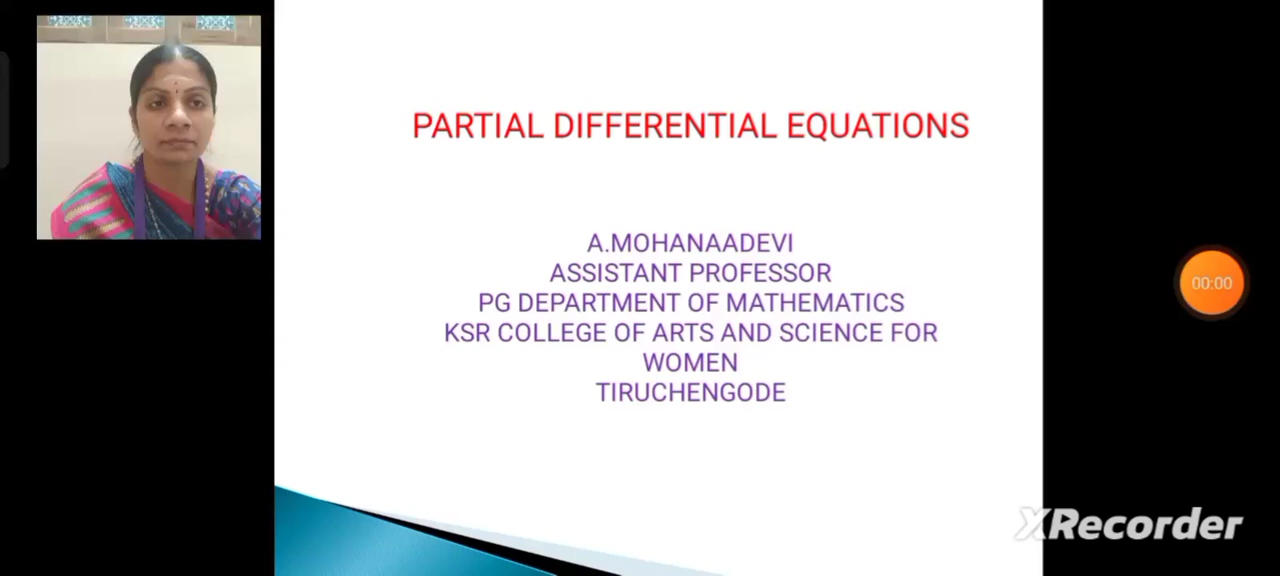 PARTIAL DIFFERENTIAL EQUATIONS
A.MOHANAADEVI
ASSISTANT PROFESSOR
PG DEPARTMENT OF MATHEMATICS
KSR COLLEGE OF ARTS AND SCIENCE FOR
WOMEN
TIRUCHENGODE
00:00
XRecorder